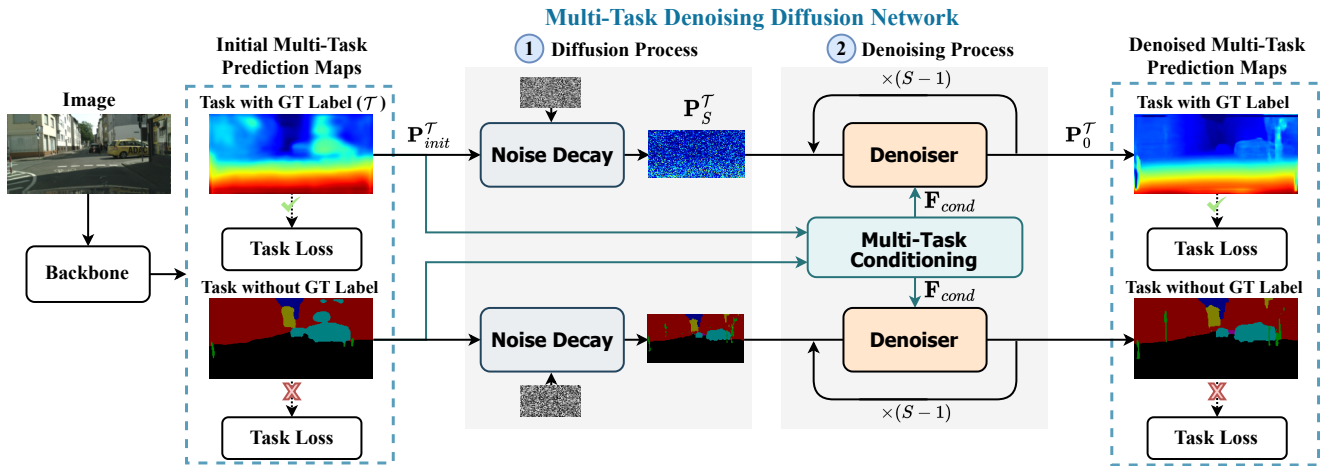 Multi-Task Denoising Diffusion Network
Initial Multi-Task
Prediction Maps
1 Diffusion Process
2 Denoising Process
Denoised Multi-Task
Prediction Maps
Image
Task with GT Label (𝒯)
P^𝒯_init
Noise Decay
P^𝒯_S
×(S − 1)
Denoiser
P^𝒯_0
Task with GT Label
F_cond
Task Loss
Multi-Task
Conditioning
Task Loss
Backbone
Task without GT Label
F_cond
Task without GT Label
Noise Decay
Denoiser
×(S − 1)
Task Loss
Task Loss